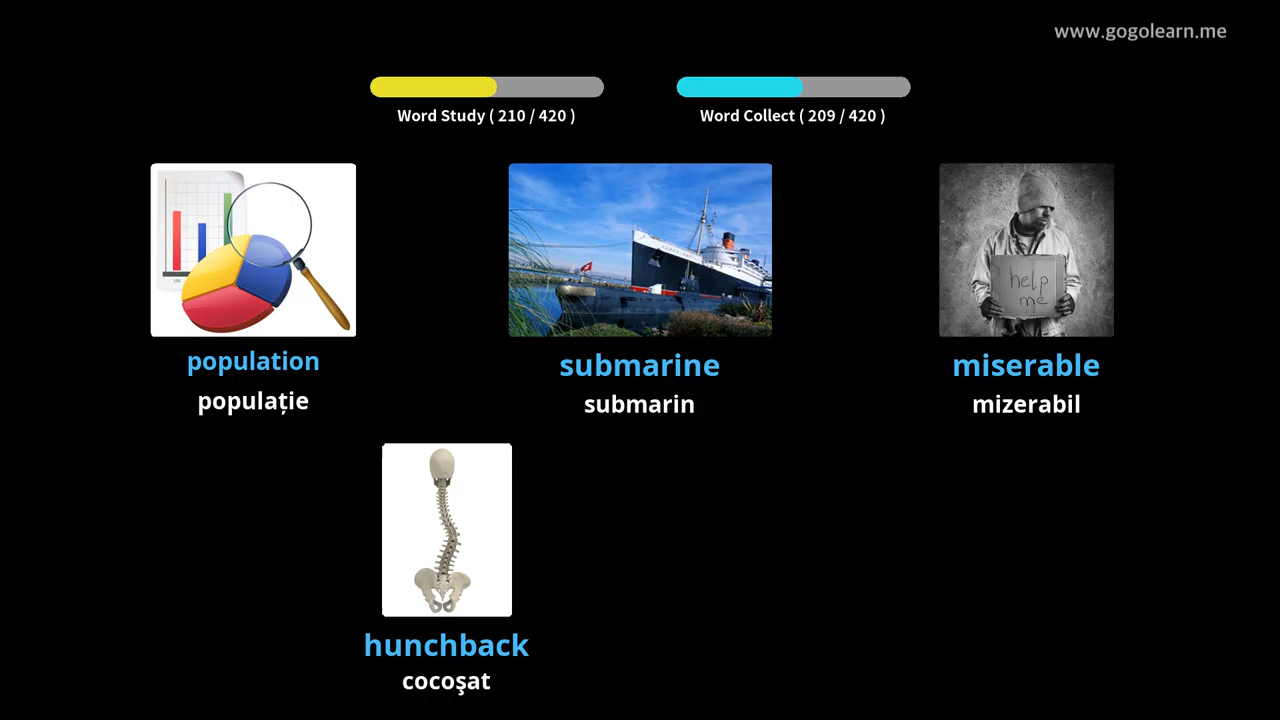 www.gogolearn.me
Word Study ( 210 / 420 )
Word Collect ( 209 / 420 )
population
populație
submarine
submarin
miserable
mizerabil
help
me
hunchback
cocoşat